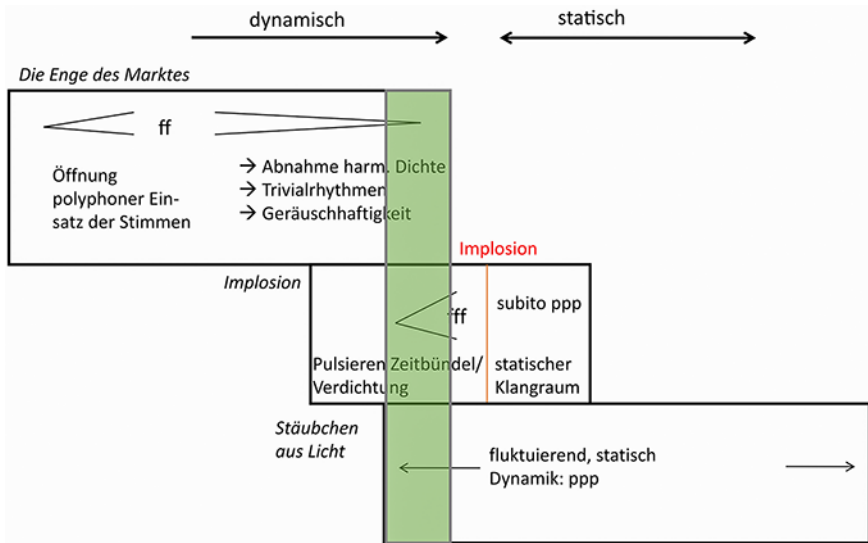 dynamisch
statisch
Die Enge des Marktes
ff
Öffnung
polyphoner Ein-
satz der Stimmen
→ Abnahme harm. Dichte
→ Trivialrhythmen
→ Geräuschhaftigkeit
Implosion
Implosion
fff
subito ppp
Pulsieren Zeitbündel/
Verdichtung
statischer
Klangraum
Stäubchen
aus Licht
fluktuierend, statisch
Dynamik: ppp